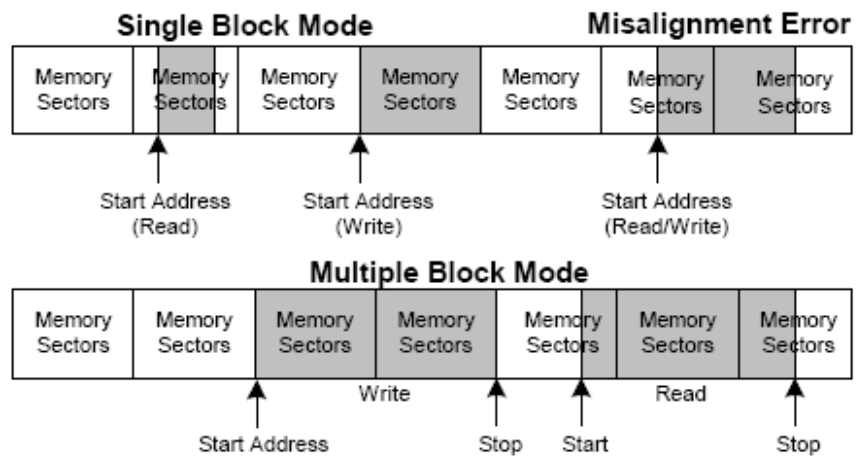 Single Block Mode
Misalignment Error
Memory Sectors
Memory Sectors
Memory Sectors
Memory Sectors
Memory Sectors
Memory Sectors
Memory Sectors
Start Address
(Read)
Start Address
(Write)
Start Address
(Read/Write)
Multiple Block Mode
Memory Sectors
Memory Sectors
Memory Sectors
Memory Sectors
Memory Sectors
Memory Sectors
Memory Sectors
Write
Read
Start Address
Stop
Start
Stop